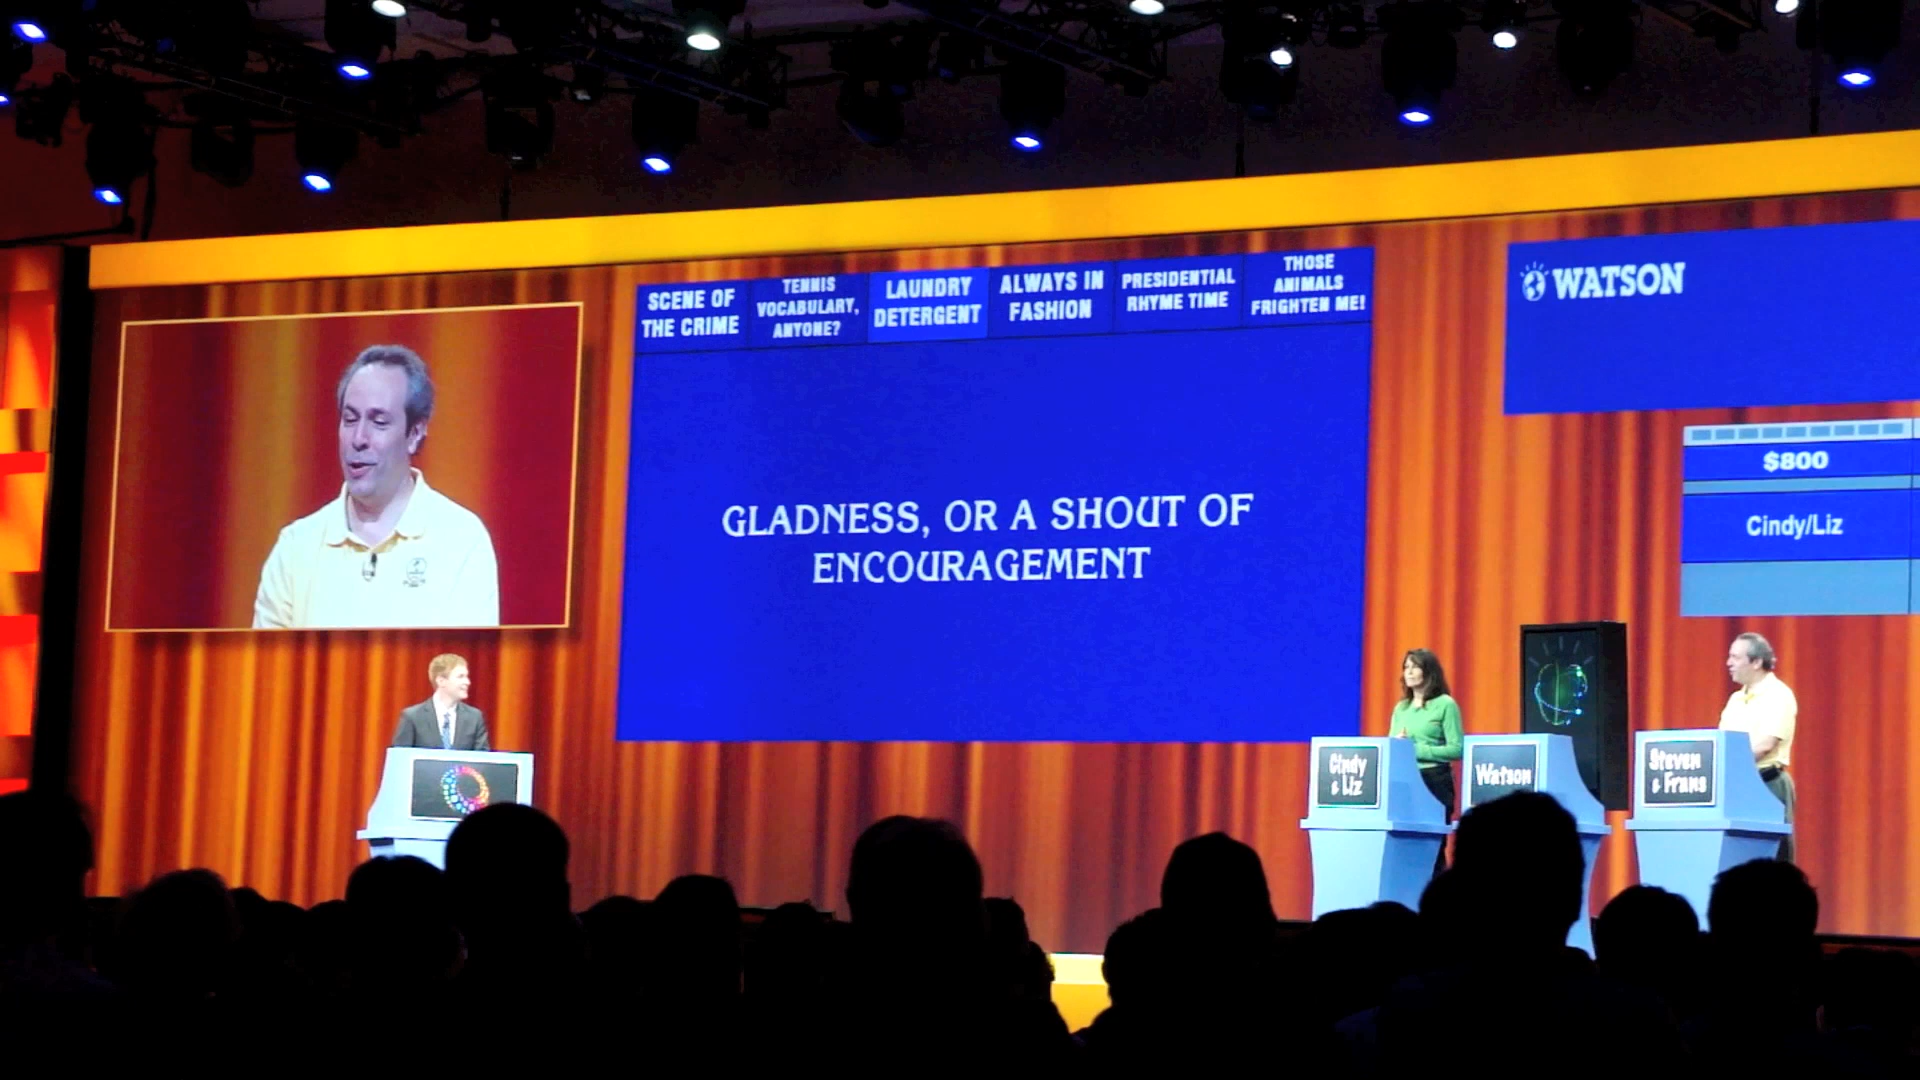 SCENE OF
THE CRIME
TENNIS
VOCABULARY,
ANYONE?
LAUNDRY
DETERGENT
ALWAYS IN
FASHION
PRESIDENTIAL
RHYME TIME
THOSE
ANIMALS
FRIGHTEN ME!
GLADNESS, OR A SHOUT OF
ENCOURAGEMENT
WATSON
$800
Cindy/Liz
Cindy
& Liz
Watson
Steven
& Frans